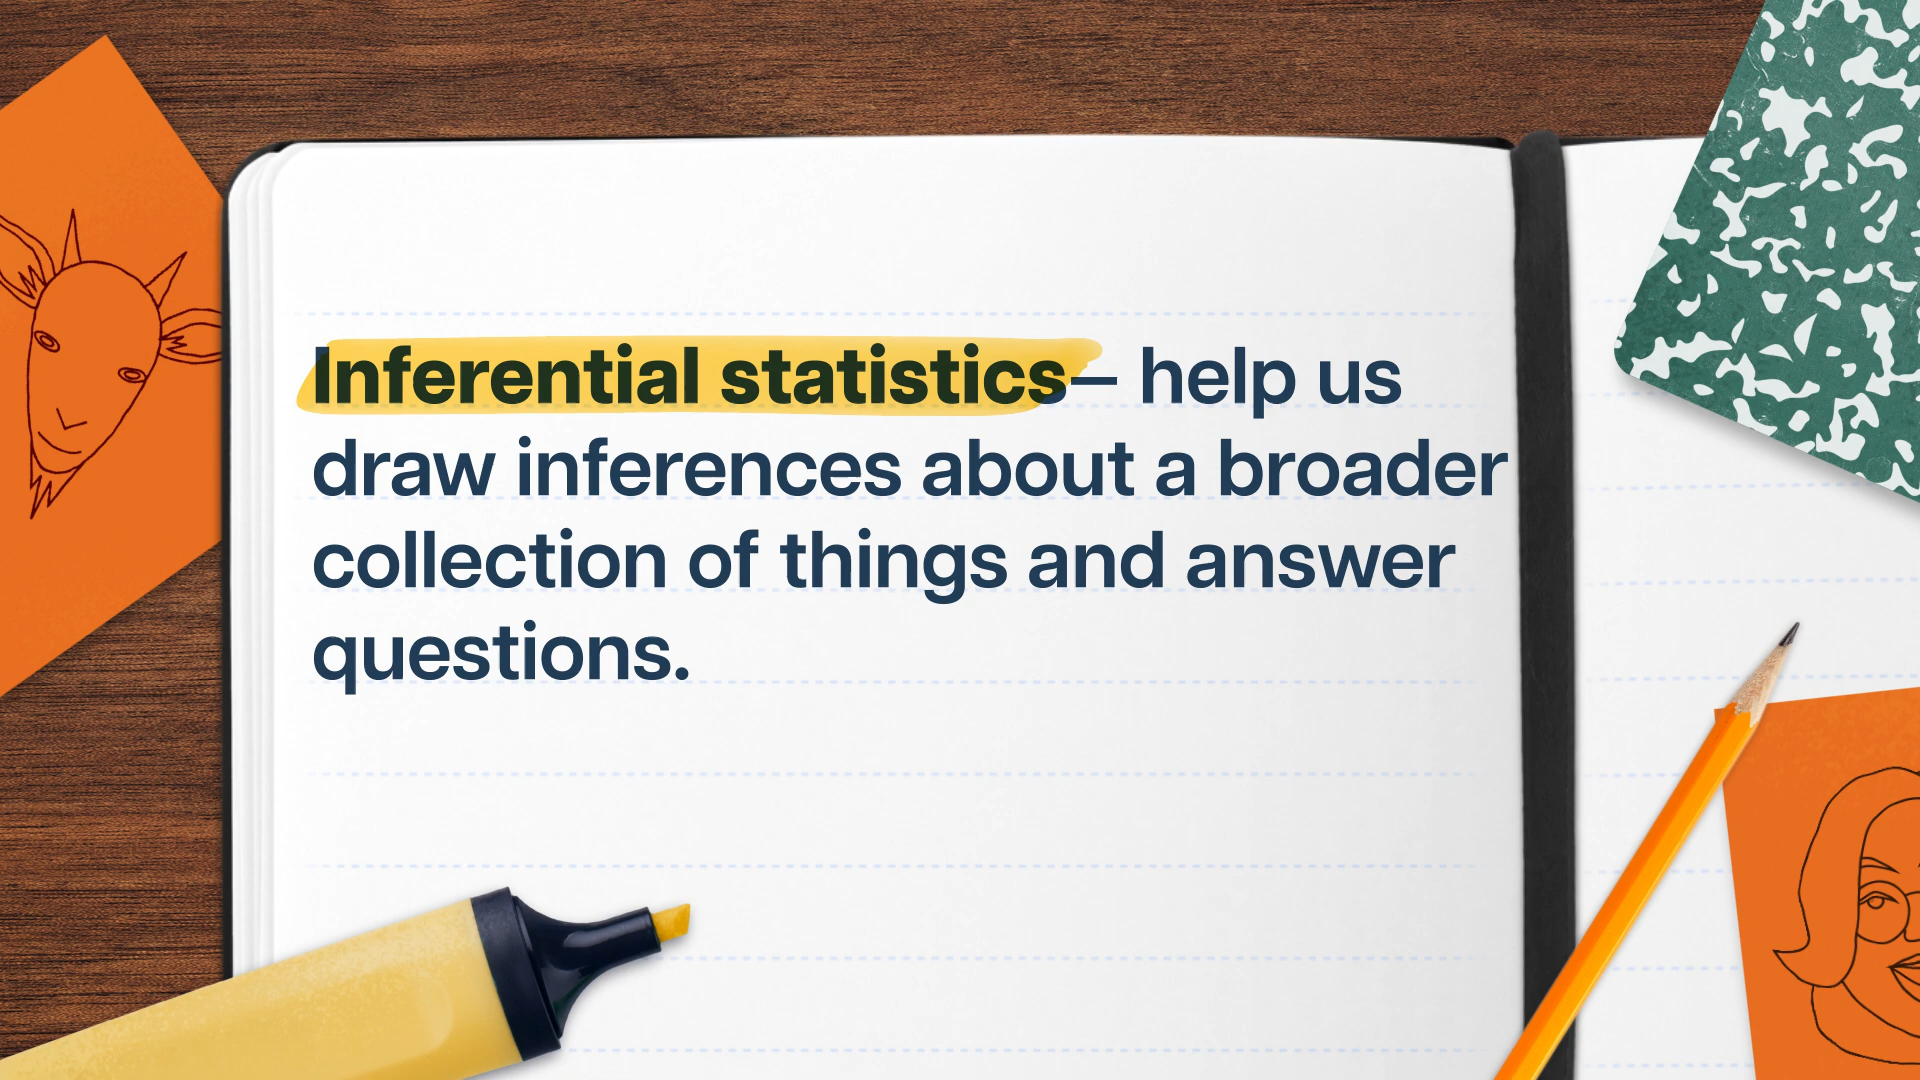 Inferential statistics— help us
draw inferences about a broader
collection of things and answer
questions.